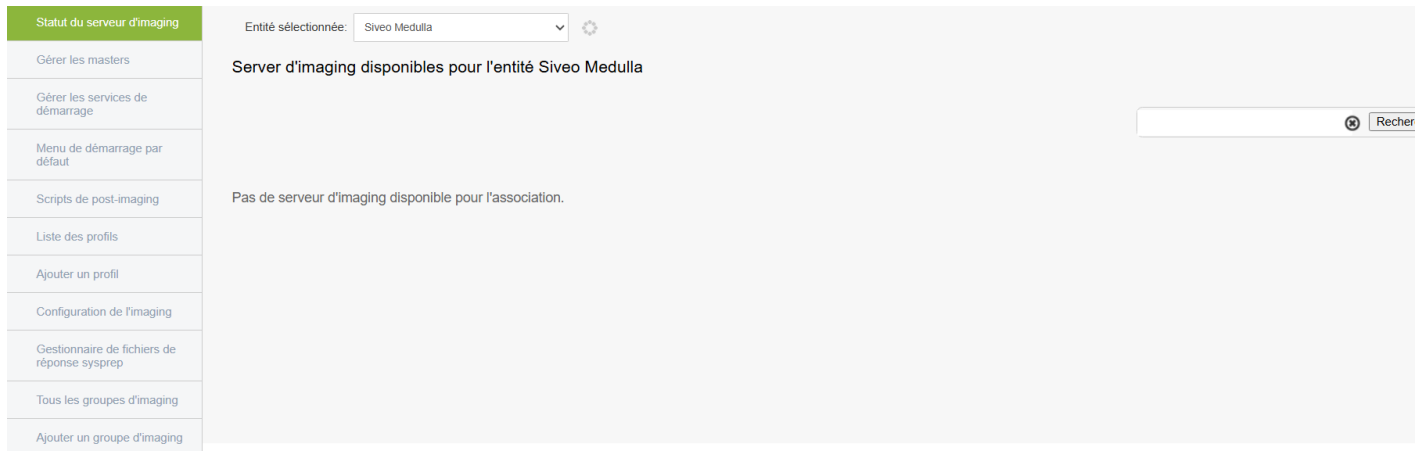 Statut du serveur d'imaging
Gérer les masters
Gérer les services de
démarrage
Menu de démarrage par
défaut
Scripts de post-imaging
Liste des profils
Ajouter un profil
Configuration de l'imaging
Gestionnaire de fichiers de
réponse sysprep
Tous les groupes d'imaging
Ajouter un groupe d'imaging
Entité sélectionnée: Siveo Medulla
Server d'imaging disponibles pour l'entité Siveo Medulla
Recher
Pas de serveur d'imaging disponible pour l'association.